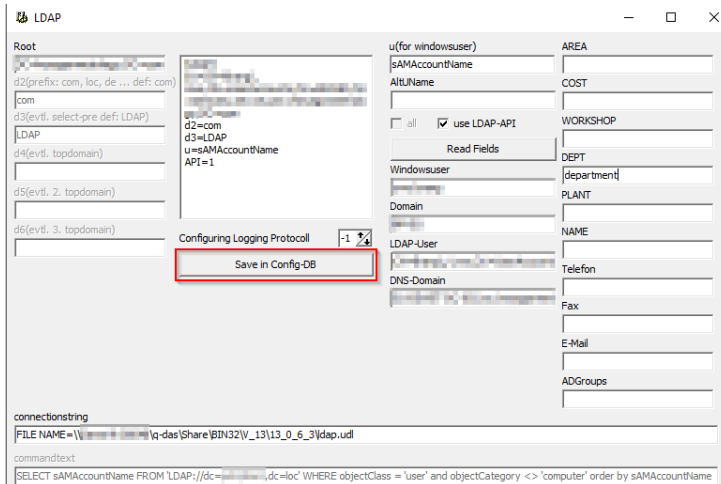 LDAP
Root
d2(prefix: com, loc, de ... def: com)
com
d3(evtl. select-pre def: LDAP)
LDAP
d4(evtl. topdomain)
d5(evtl. 2. topdomain)
d6(evtl. 3. topdomain)
d2=com
d3=LDAP
u=sAMAccountName
API=1
Configuring Logging Protocoll
-1
Save in Config-DB
u(for windowsuser)
sAMAccountName
AltUName
all
use LDAP-API
Read Fields
Windowsuser
Domain
LDAP-User
DNS-Domain
AREA
COST
WORKSHOP
DEPT
department
PLANT
NAME
Telefon
Fax
E-Mail
ADGroups
connectionstring
FILE NAME=\\ \q-das\Share\BIN32\V_13\13_0_6_3\ldap.udl
commandtext
SELECT sAMAccountName FROM 'LDAP://dc= ,dc=loc' WHERE objectClass = 'user' and objectCategory <> 'computer' order by sAMAccountName